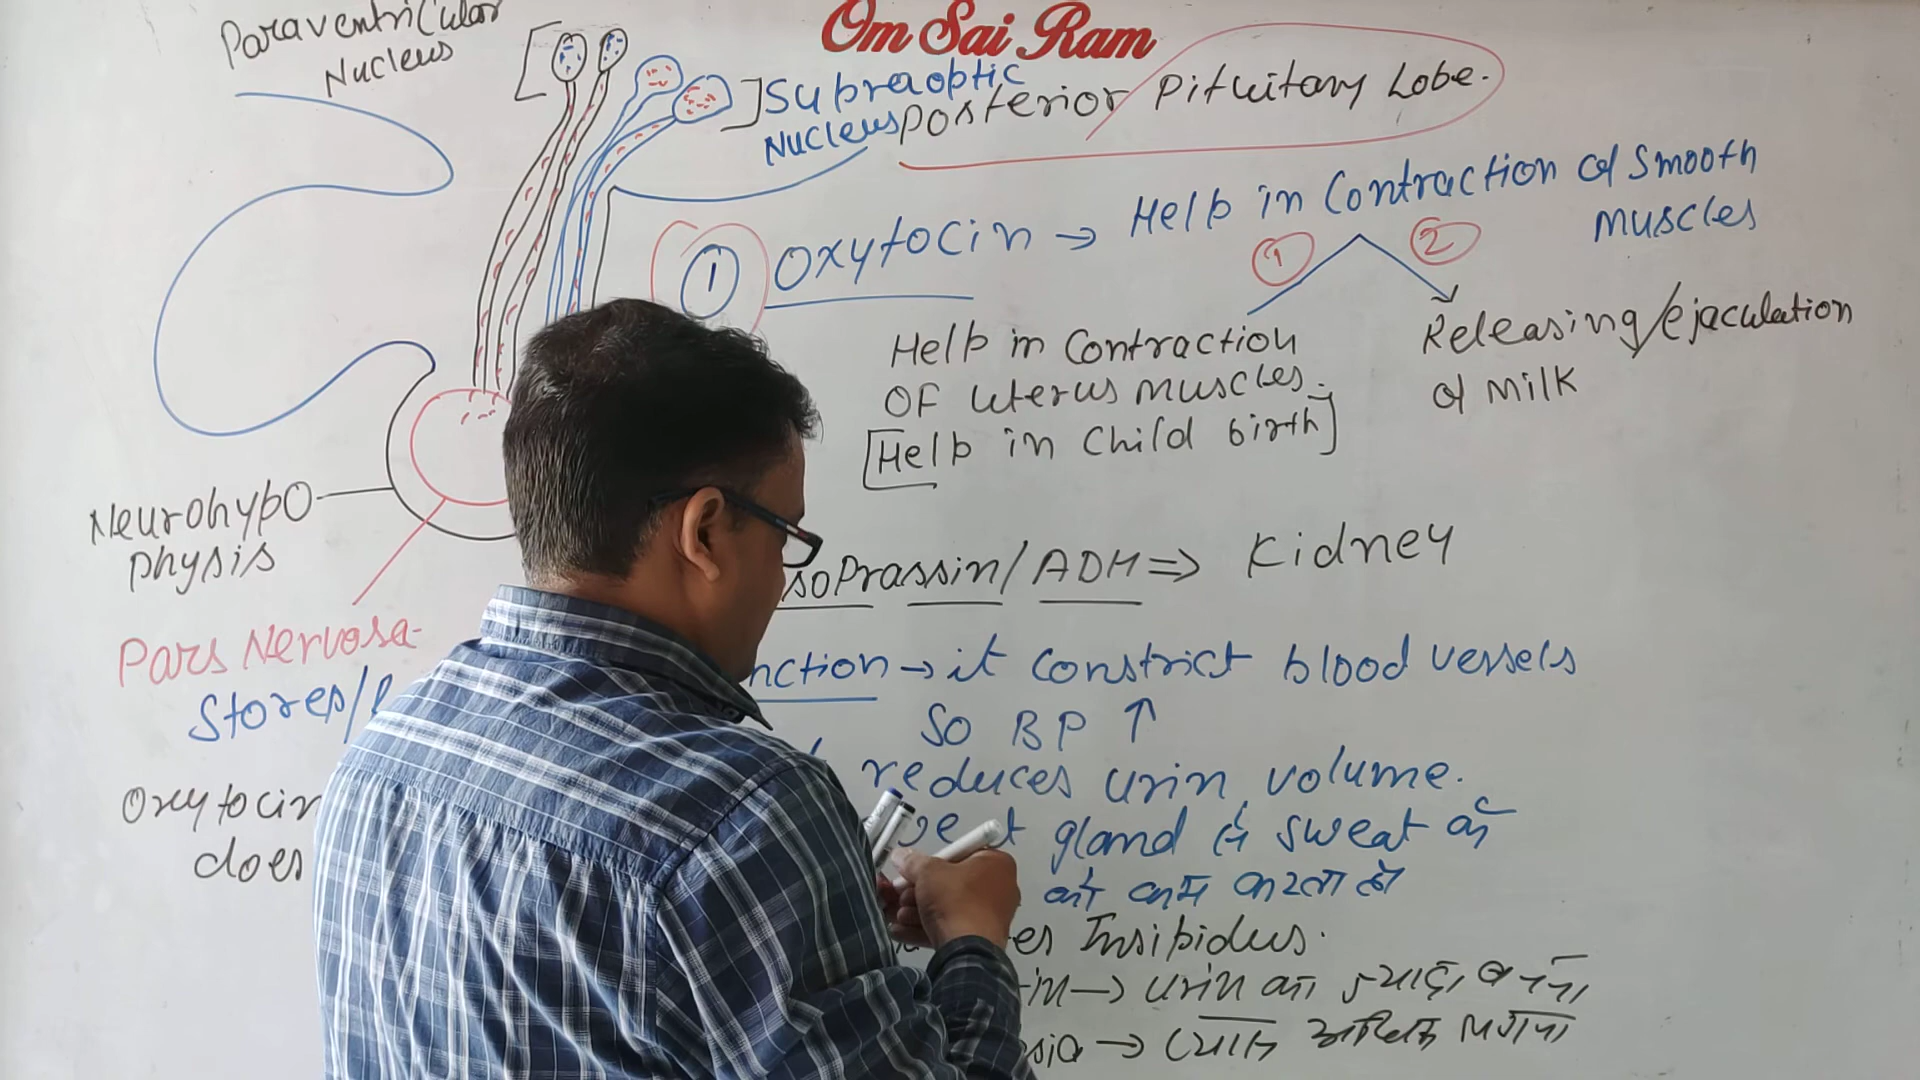 Om Sai Ram
Paraventricular
Nucleus
Supraoptic
Nucleus
Posterior Pituitary Lobe.
① Oxytocin → Help in Contraction of Smooth
Muscles
① ②
Help in Contraction
OF uterus muscles.
[Help in Child birth]
Releasing/ejaculation
of Milk
Neurohypo
physis
Pars Nervosa
Stores/
Oxytocin
does
soprassin/ADH ⇒ Kidney
nction → it constrict blood vessels
So BP ↑
reduces urin volume.
gland से sweat को
को कम करता है
es Insipidus.
in → urin का ज्यादा बनना
sia → प्यास अधिक लगना